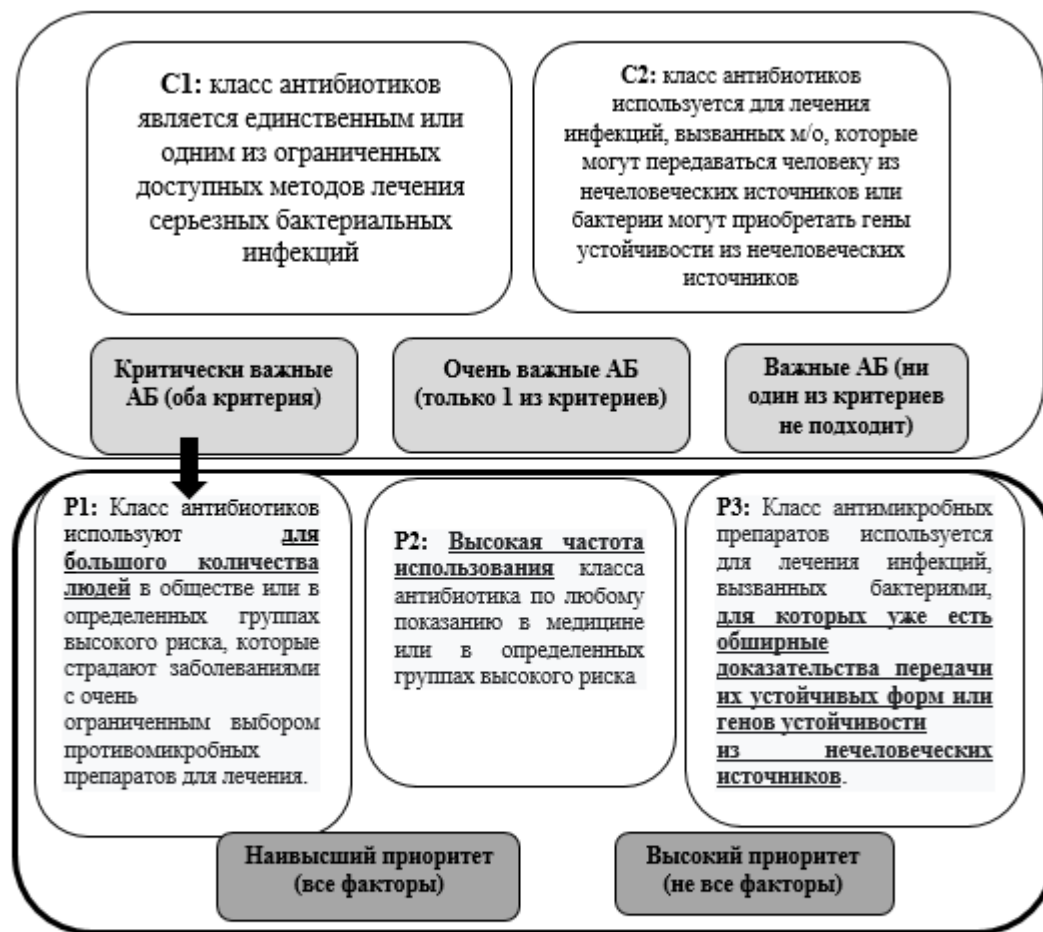 С1: класс антибиотиков
является единственным или
одним из ограниченных
доступных методов лечения
серьезных бактериальных
инфекций
С2: класс антибиотиков
используется для лечения
инфекций, вызванных м/о, которые
могут передаваться человеку из
нечеловеческих источников или
бактерии могут приобретать гены
устойчивости из нечеловеческих
источников
Критически важные
АБ (оба критерия)
Очень важные АБ
(только 1 из критериев)
Важные АБ (ни
один из критериев
не подходит)
Р1: Класс антибиотиков
используют для
большого количества
людей в обществе или в
определенных группах
высокого риска, которые
страдают заболеваниями
с очень
ограниченным выбором
противомикробных
препаратов для лечения.
Р2: Высокая частота
использования класса
антибиотика по любому
показанию в медицине
или в определенных
группах высокого риска
Р3: Класс антимикробных
препаратов используется
для лечения инфекций,
вызванных бактериями,
для которых уже есть
обширные
доказательства передачи
их устойчивых форм или
генов устойчивости
из нечеловеческих
источников.
Наивысший приоритет
(все факторы)
Высокий приоритет
(не все факторы)